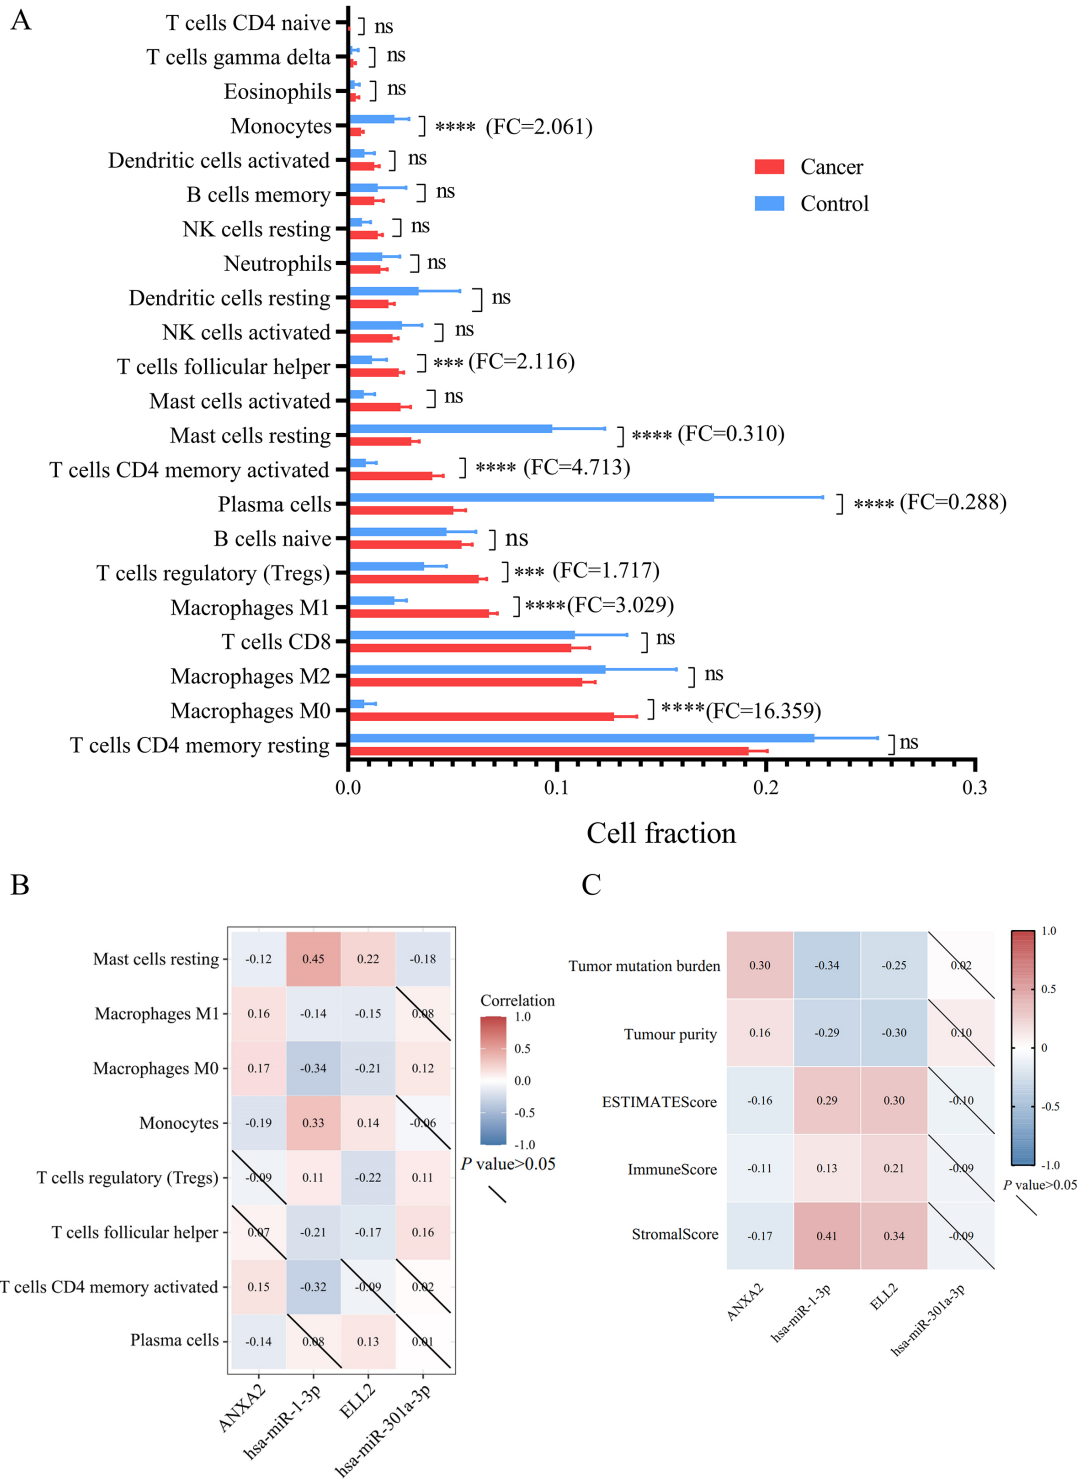 A
T cells CD4 naive ns
T cells gamma delta ns
Eosinophils ns
Monocytes **** (FC=2.061)
Dendritic cells activated ns
Cancer
B cells memory ns
Control
NK cells resting ns
Neutrophils ns
Dendritic cells resting ns
NK cells activated ns
T cells follicular helper *** (FC=2.116)
Mast cells activated ns
Mast cells resting **** (FC=0.310)
T cells CD4 memory activated **** (FC=4.713)
Plasma cells **** (FC=0.288)
B cells naive ns
T cells regulatory (Tregs) *** (FC=1.717)
Macrophages M1 ****(FC=3.029)
T cells CD8 ns
Macrophages M2 ns
Macrophages M0 ****(FC=16.359)
T cells CD4 memory resting ns
0.0 0.1 0.2 0.3
Cell fraction
B
Mast cells resting -0.12 0.45 0.22 -0.18
Macrophages M1 0.16 -0.14 -0.15 0.08
Macrophages M0 0.17 -0.34 -0.21 0.12
Monocytes -0.19 0.33 0.14 -0.06
T cells regulatory (Tregs) -0.09 0.11 -0.22 0.11
T cells follicular helper 0.07 -0.21 -0.17 0.16
T cells CD4 memory activated 0.15 -0.32 -0.09 0.02
Plasma cells -0.14 0.08 0.13 0.01
ANXA2 hsa-miR-1-3p ELL2 hsa-miR-301a-3p
Correlation
1.0
0.5
0.0
-0.5
-1.0
P value>0.05
C
Tumor mutation burden 0.30 -0.34 -0.25 0.02
Tumour purity 0.16 -0.29 -0.30 0.10
ESTIMATEScore -0.16 0.29 0.30 -0.10
ImmuneScore -0.11 0.13 0.21 -0.09
StromalScore -0.17 0.41 0.34 -0.09
ANXA2 hsa-miR-1-3p ELL2 hsa-miR-301a-3p
1.0
0.5
0
-0.5
-1.0
P value>0.05